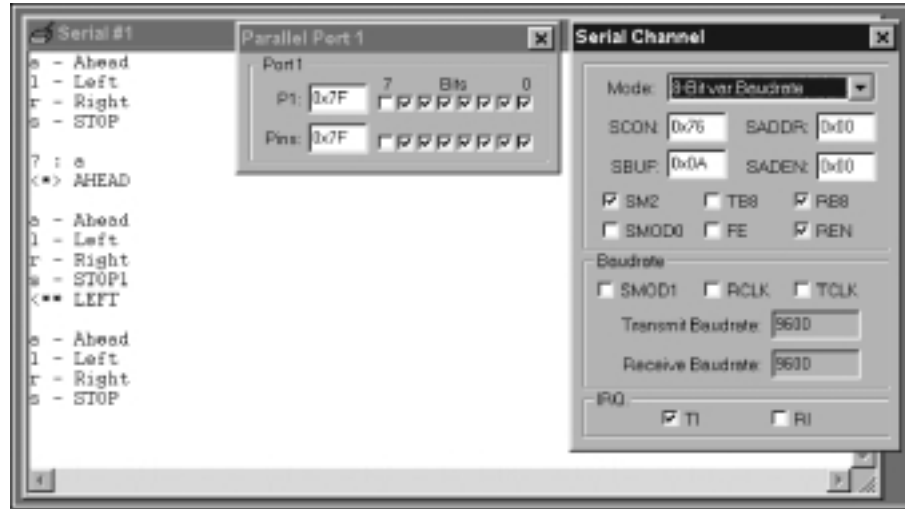 Serial #1
a - Ahead
l - Left
r - Right
s - STOP
? : a
<*> AHEAD
a - Ahead
l - Left
r - Right
s - STOPl
<** LEFT
a - Ahead
l - Left
r - Right
s - STOP
Parallel Port 1
Port1
7 Bits 0
P1: 0x7F
Pins: 0x7F
Serial Channel
Mode: 8-Bit var Baudrate
SCON: 0x76 SADDR: 0x00
SBUF: 0x0A SADEN: 0x00
SM2 TB8 RB8
SMOD0 FE REN
Baudrate
SMOD1 RCLK TCLK
Transmit Baudrate: 9600
Receive Baudrate: 9600
IRQ
TI RI